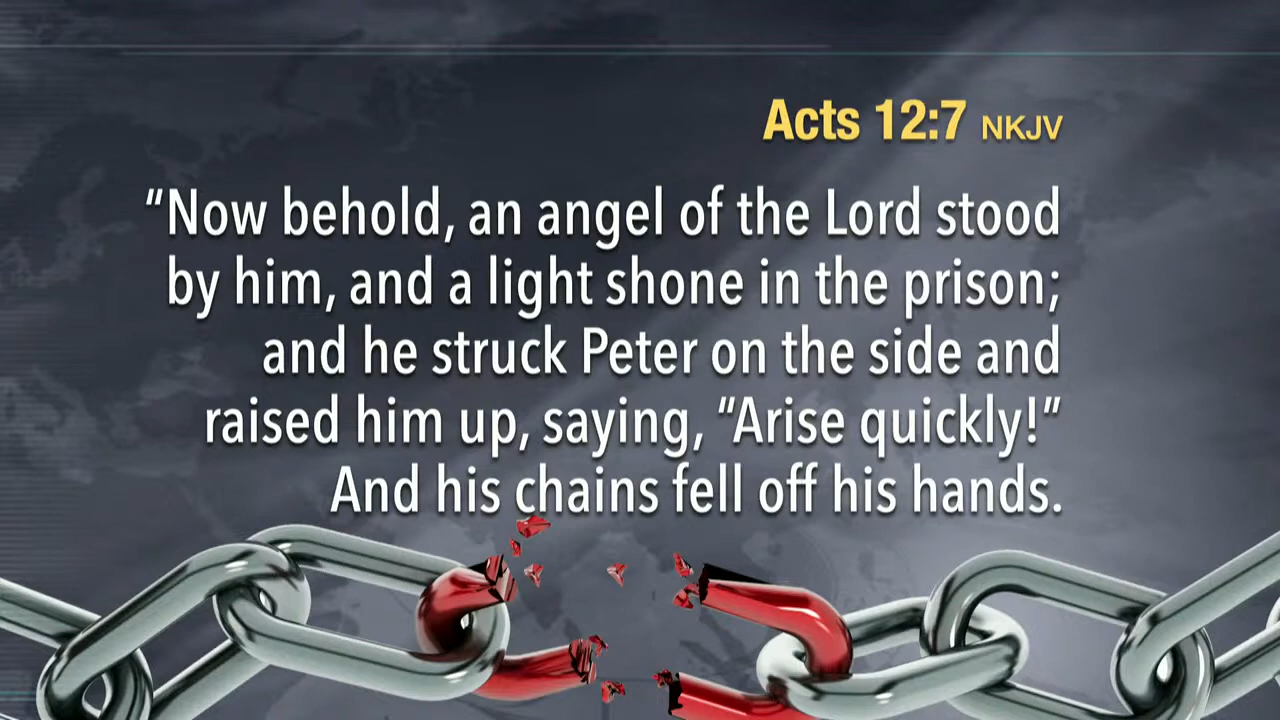 Acts 12:7 NKJV
“Now behold, an angel of the Lord stood
by him, and a light shone in the prison;
and he struck Peter on the side and
raised him up, saying, “Arise quickly!”
And his chains fell off his hands.